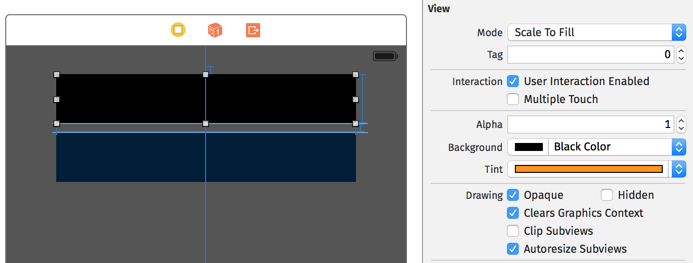 View
Mode Scale To Fill
Tag 0
Interaction User Interaction Enabled
Multiple Touch
Alpha 1
Background Black Color
Tint
Drawing Opaque Hidden
Clears Graphics Context
Clip Subviews
Autoresize Subviews